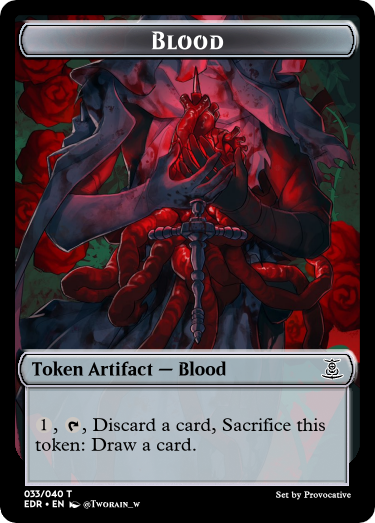 Blood
Token Artifact — Blood
1, Discard a card, Sacrifice this
token: Draw a card.
033/040 T
EDR • EN @Tworain_w
Set by Provocative